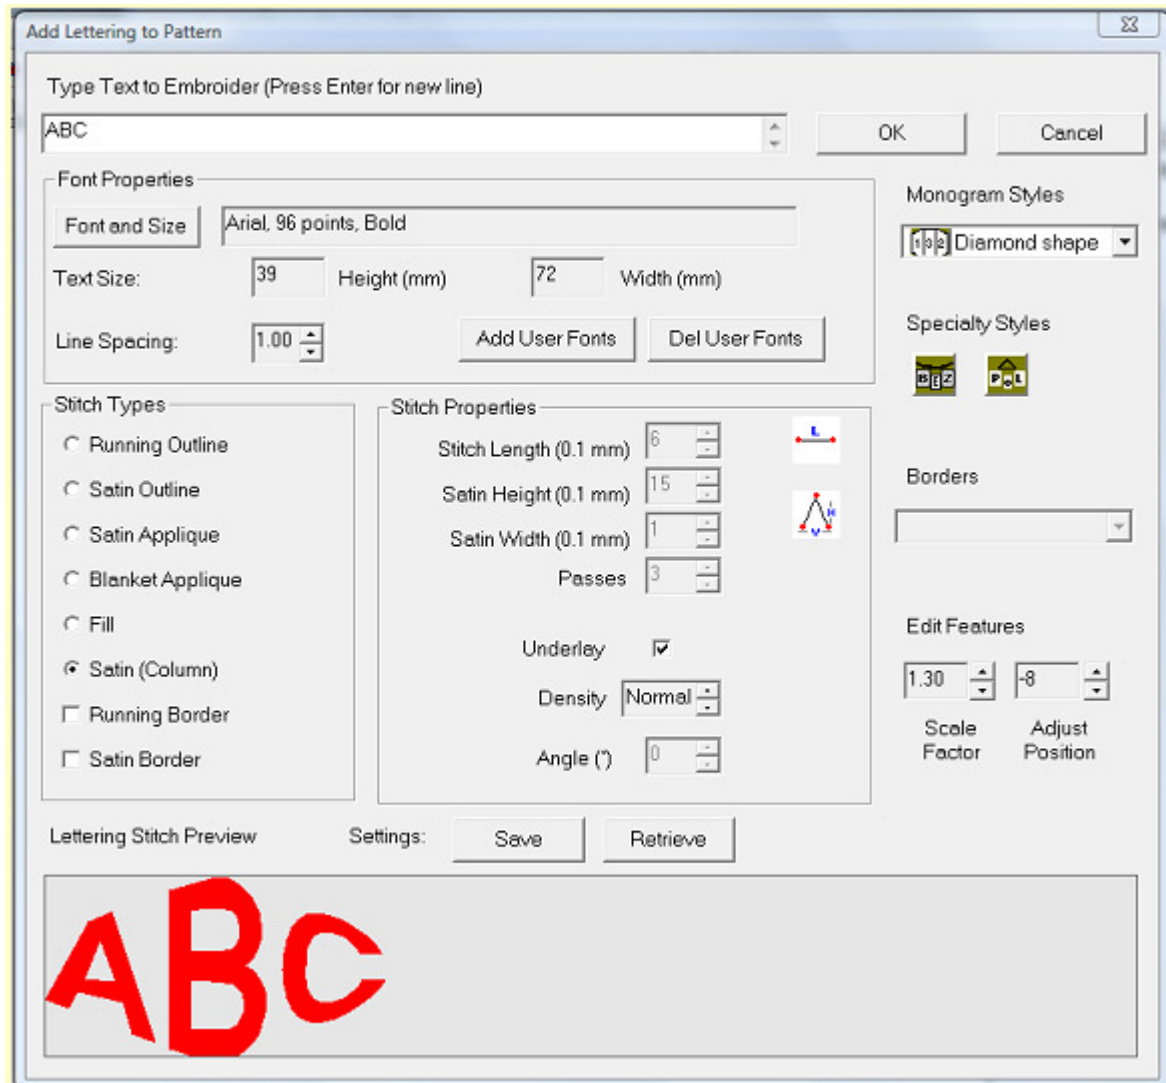 Add Lettering to Pattern
Type Text to Embroider (Press Enter for new line)
ABC
OK
Cancel
Font Properties
Font and Size
Arial, 96 points, Bold
Text Size:
39
Height (mm)
72
Width (mm)
Line Spacing:
1.00
Add User Fonts
Del User Fonts
Monogram Styles
132 Diamond shape
Specialty Styles
BEZ
POL
Stitch Types
Running Outline
Satin Outline
Satin Applique
Blanket Applique
Fill
Satin (Column)
Running Border
Satin Border
Stitch Properties
Stitch Length (0.1 mm)
6
L
Satin Height (0.1 mm)
15
H
W
Satin Width (0.1 mm)
1
Passes
3
Underlay
Density
Normal
Angle (°)
0
Borders
Edit Features
1.30
-8
Scale Factor
Adjust Position
Lettering Stitch Preview
Settings:
Save
Retrieve
ABC